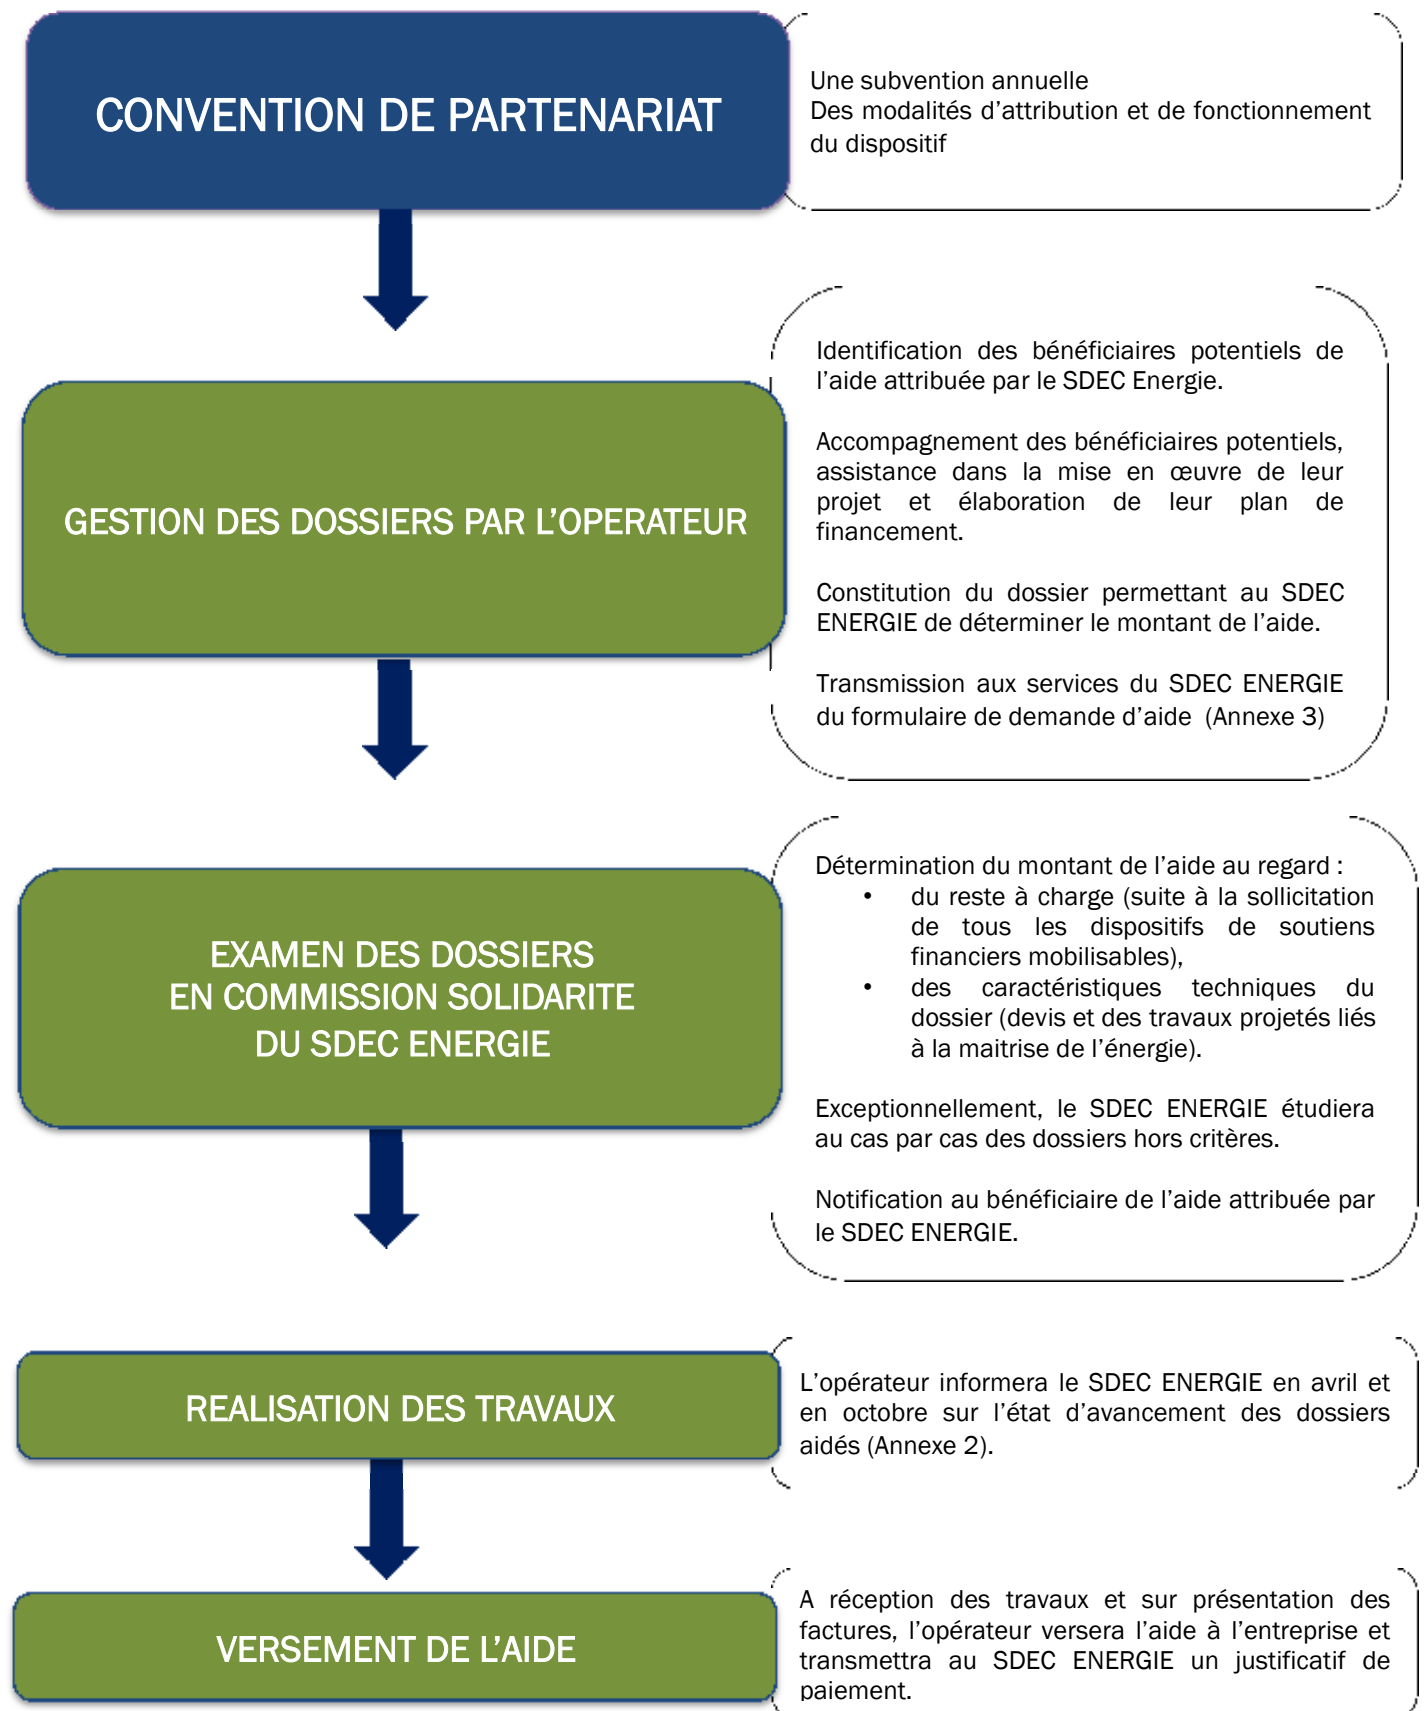 CONVENTION DE PARTENARIAT
Une subvention annuelle
Des modalités d’attribution et de fonctionnement
du dispositif
GESTION DES DOSSIERS PAR L’OPERATEUR
Identification des bénéficiaires potentiels de
l’aide attribuée par le SDEC Energie.
Accompagnement des bénéficiaires potentiels,
assistance dans la mise en œuvre de leur
projet et élaboration de leur plan de
financement.
Constitution du dossier permettant au SDEC
ENERGIE de déterminer le montant de l’aide.
Transmission aux services du SDEC ENERGIE
du formulaire de demande d’aide (Annexe 3)
EXAMEN DES DOSSIERS
EN COMMISSION SOLIDARITE
DU SDEC ENERGIE
Détermination du montant de l’aide au regard :
• du reste à charge (suite à la sollicitation
de tous les dispositifs de soutiens
financiers mobilisables),
• des caractéristiques techniques du
dossier (devis et des travaux projetés liés
à la maitrise de l’énergie).
Exceptionnellement, le SDEC ENERGIE étudiera
au cas par cas des dossiers hors critères.
Notification au bénéficiaire de l’aide attribuée par
le SDEC ENERGIE.
REALISATION DES TRAVAUX
L’opérateur informera le SDEC ENERGIE en avril et
en octobre sur l’état d’avancement des dossiers
aidés (Annexe 2).
VERSEMENT DE L’AIDE
A réception des travaux et sur présentation des
factures, l’opérateur versera l’aide à l’entreprise et
transmettra au SDEC ENERGIE un justificatif de
paiement.